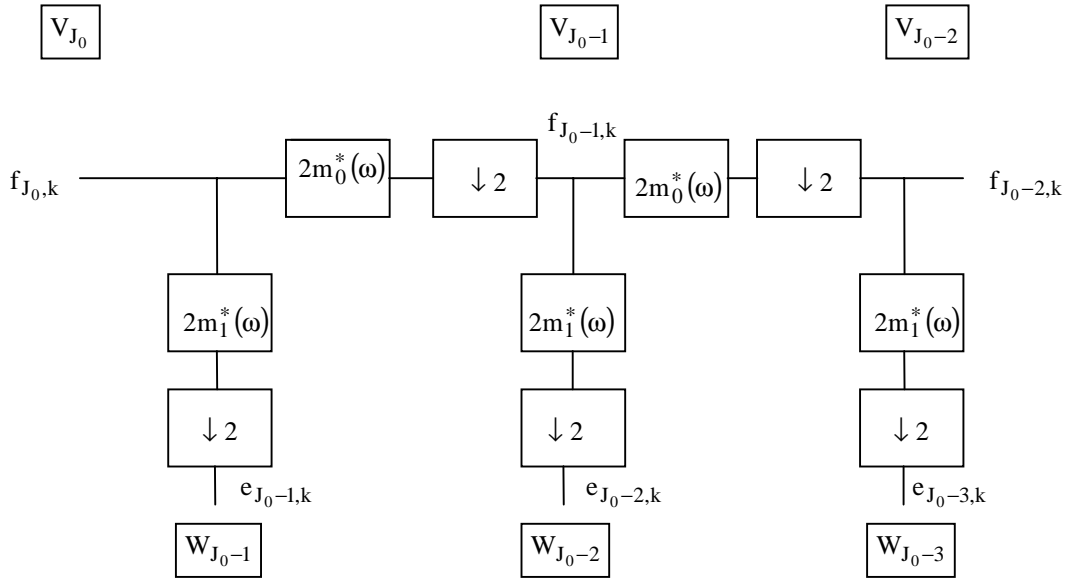 V_{J_0} V_{J_0−1} V_{J_0−2}
f_{J_0−1,k}
f_{J_0,k} 2m_0^*(ω) ↓ 2 2m_0^*(ω) ↓ 2 f_{J_0−2,k}
2m_1^*(ω) 2m_1^*(ω) 2m_1^*(ω)
↓ 2 ↓ 2 ↓ 2
e_{J_0−1,k} e_{J_0−2,k} e_{J_0−3,k}
W_{J_0−1} W_{J_0−2} W_{J_0−3}